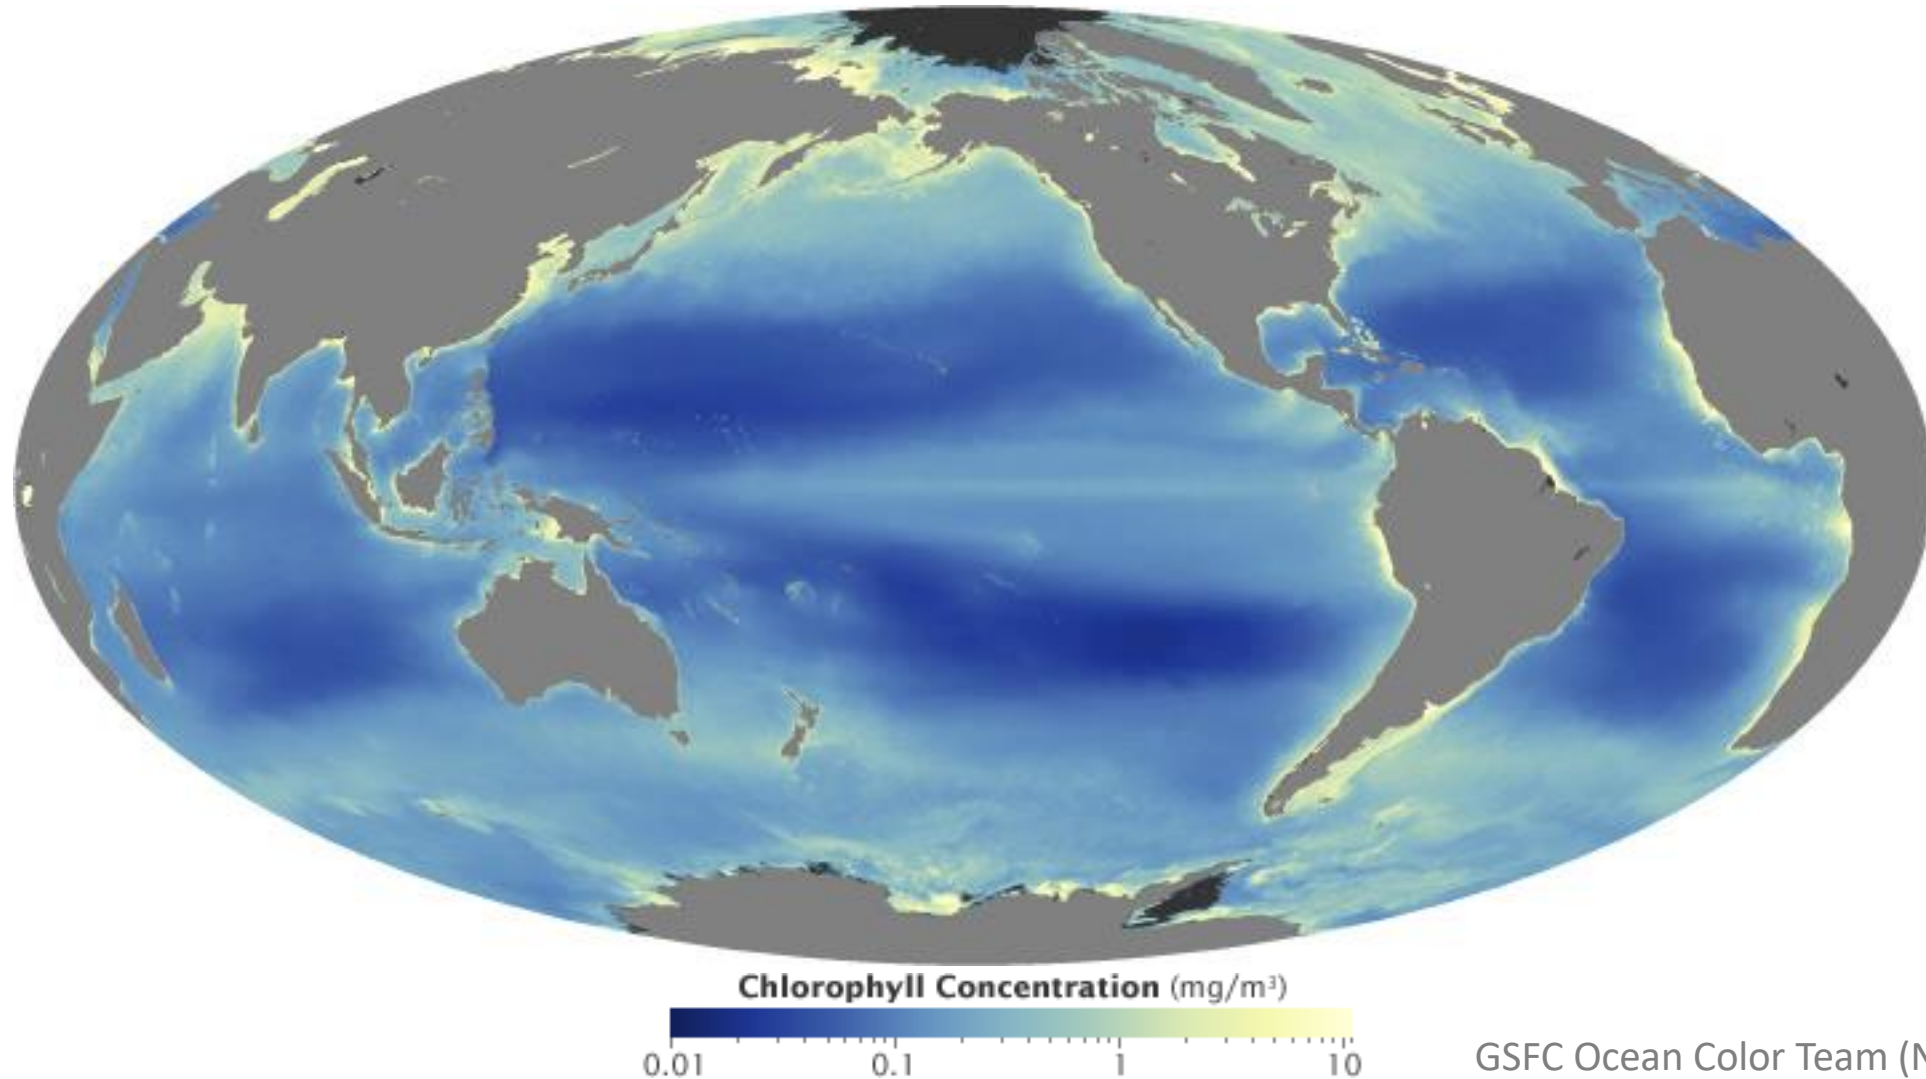 Chlorophyll Concentration (mg/m³)
0.01 0.1 1 10
GSFC Ocean Color Team (N